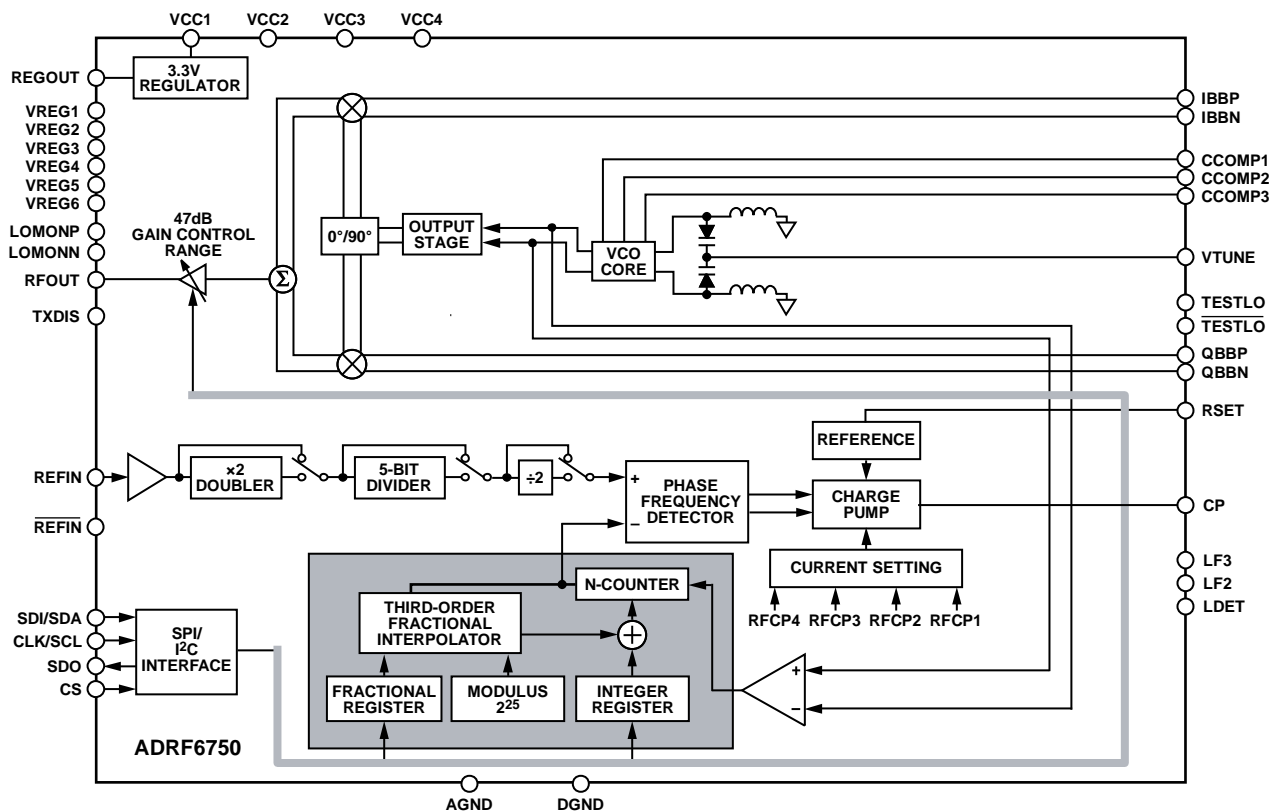 VCC1 VCC2 VCC3 VCC4
REGOUT
3.3V
REGULATOR
VREG1
VREG2
VREG3
VREG4
VREG5
VREG6
LOMONP
LOMONN
RFOUT
TXDIS
47dB
GAIN CONTROL
RANGE
Σ
0°/90°
OUTPUT
STAGE
VCO
CORE
IBBP
IBBN
CCOMP1
CCOMP2
CCOMP3
VTUNE
TESTLO
TESTLO
QBBP
QBBN
RSET
REFERENCE
REFIN
×2
DOUBLER
5-BIT
DIVIDER
÷2
+
−
PHASE
FREQUENCY
DETECTOR
CHARGE
PUMP
CP
REFIN
CURRENT SETTING
RFCP4 RFCP3 RFCP2 RFCP1
LF3
LF2
LDET
N-COUNTER
THIRD-ORDER
FRACTIONAL
INTERPOLATOR
+
SDI/SDA
CLK/SCL
SDO
CS
SPI/
I²C
INTERFACE
FRACTIONAL
REGISTER
MODULUS
2²⁵
INTEGER
REGISTER
+
−
ADRF6750
AGND DGND